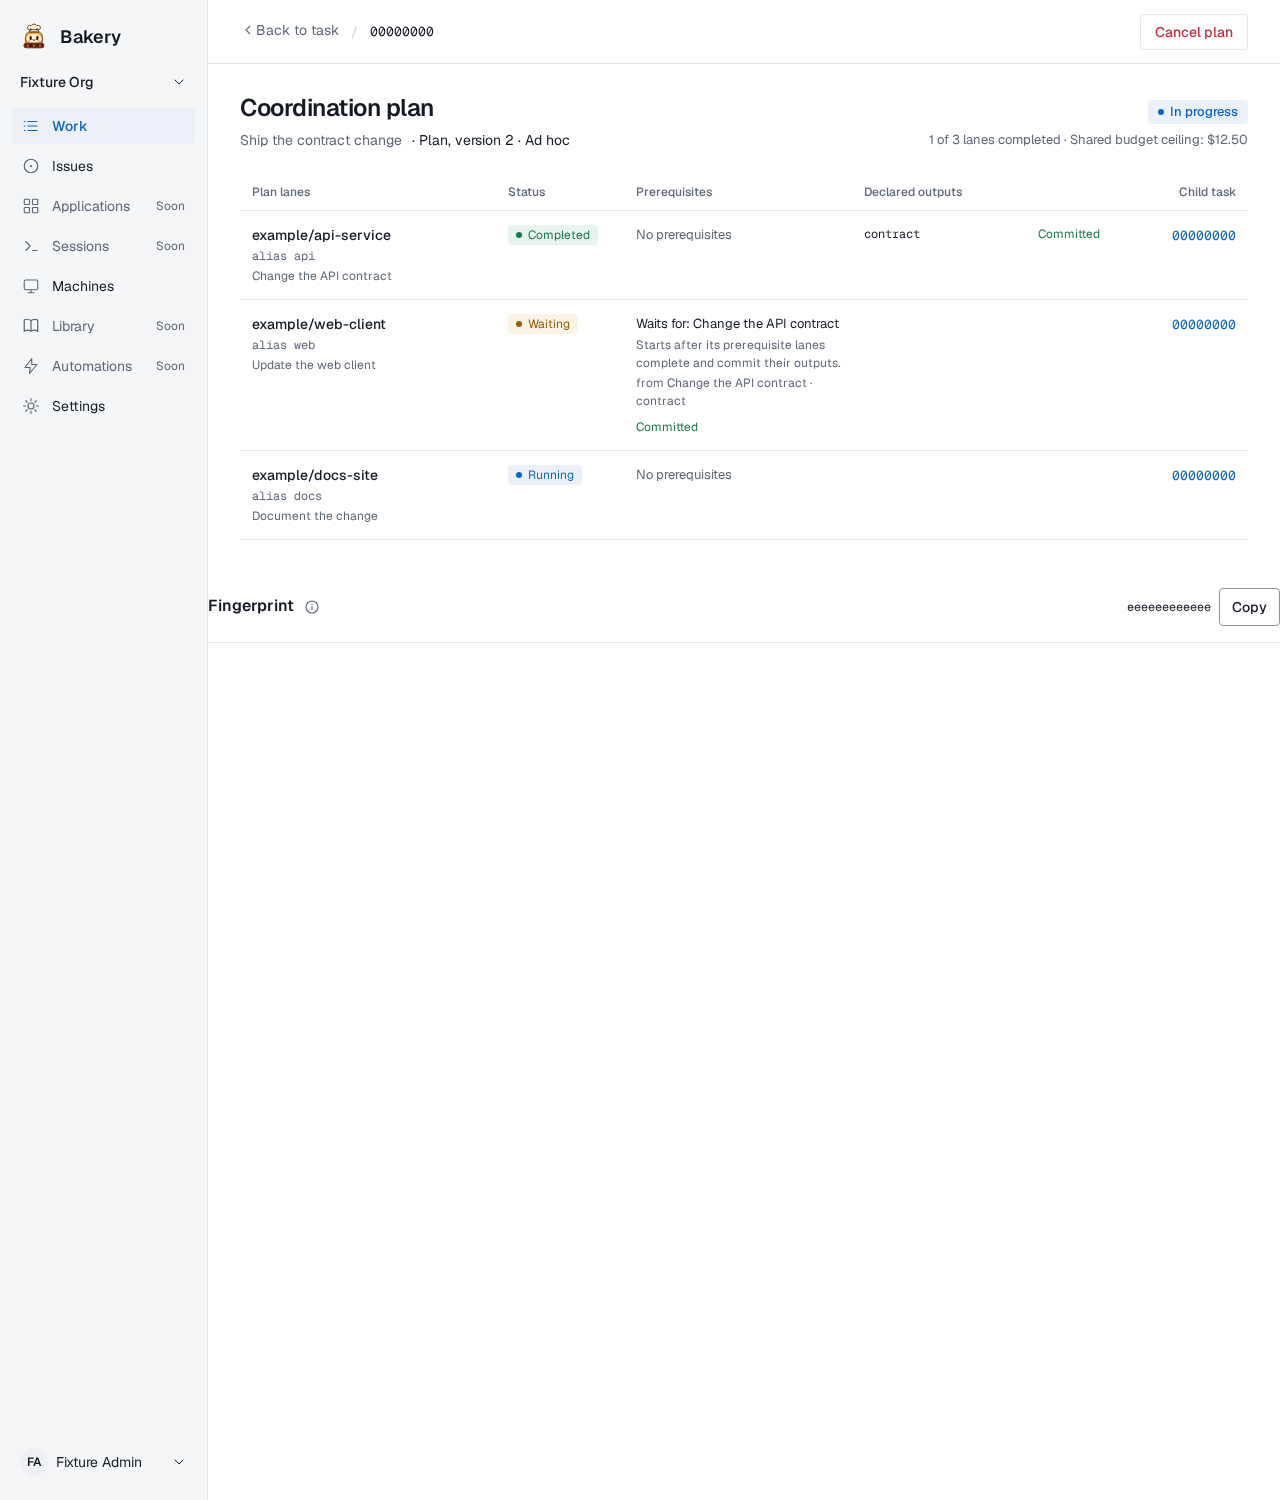 Bakery
Fixture Org
Work
Issues
Applications Soon
Sessions Soon
Machines
Library Soon
Automations Soon
Settings
FA Fixture Admin
Back to task / 00000000
Cancel plan
Coordination plan
In progress
Ship the contract change · Plan, version 2 · Ad hoc
1 of 3 lanes completed · Shared budget ceiling: $12.50
Plan lanes Status Prerequisites Declared outputs Child task
example/api-service Completed No prerequisites contract Committed 00000000
alias api
Change the API contract
example/web-client Waiting Waits for: Change the API contract 00000000
alias web
Update the web client
Starts after its prerequisite lanes
complete and commit their outputs.
from Change the API contract ·
contract
Committed
example/docs-site Running No prerequisites 00000000
alias docs
Document the change
Fingerprint
eeeeeeeeeeee Copy